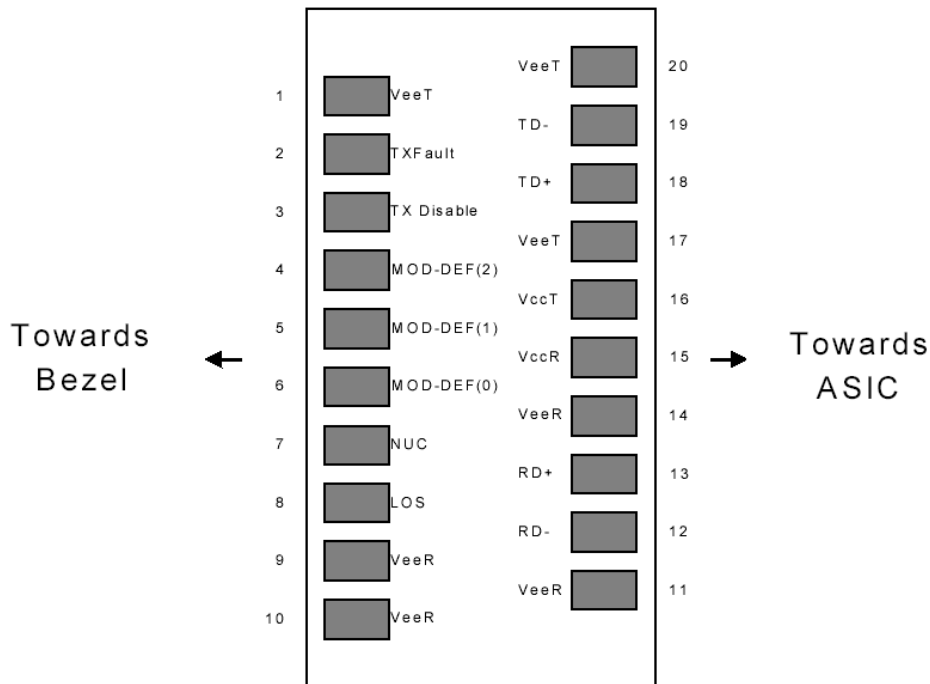 VeeT 20
1 VeeT
TD- 19
2 TXFault
TD+ 18
3 TX Disable
VeeT 17
4 MOD-DEF(2)
VccT 16
5 MOD-DEF(1)
Towards
Bezel
VccR 15
Towards
ASIC
6 MOD-DEF(0)
VeeR 14
7 NUC
RD+ 13
8 LOS
RD- 12
9 VeeR
VeeR 11
10 VeeR